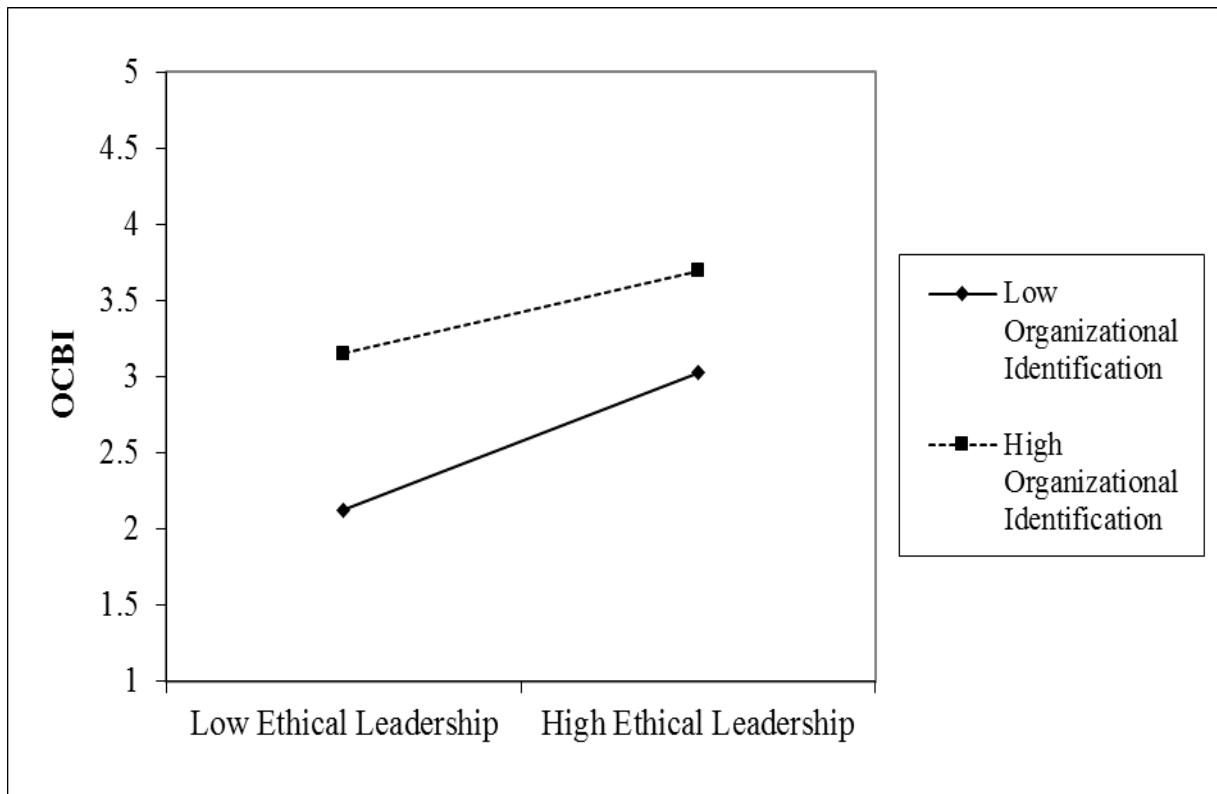 5
4.5
4
3.5
3
2.5
2
1.5
1
OCBI
Low Ethical Leadership
High Ethical Leadership
Low
Organizational
Identification
High
Organizational
Identification